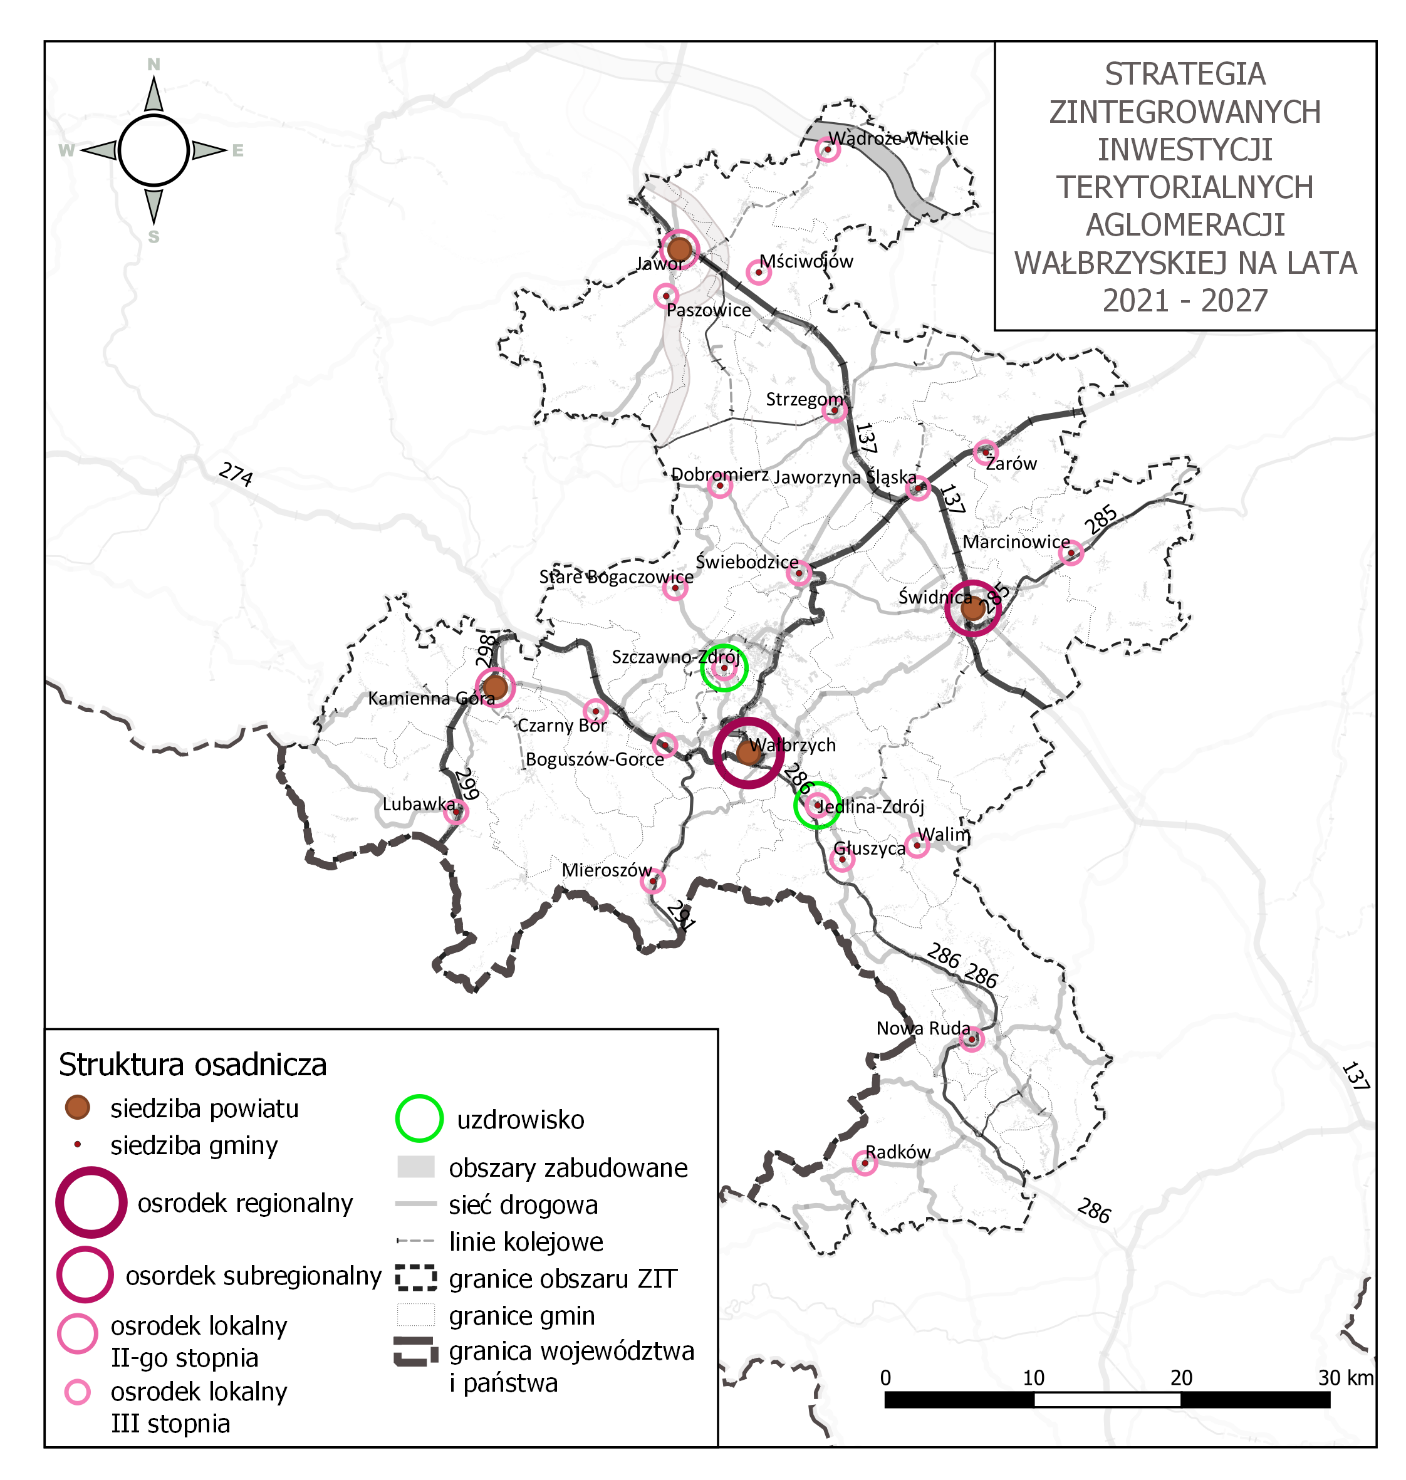 STRATEGIA
ZINTEGROWANYCH
INWESTYCJI
TERYTORIALNYCH
AGLOMERACJI
WAŁBRZYSKIEJ NA LATA
2021 - 2027
N
W
E
S
Wądroże Wielkie
Jawor
Mściwojów
Paszowice
Strzegom
137
Żarów
274
Dobromierz
Jaworzyna Śląska
137
285
Marcinowice
Świebodzice
Stare Bogaczowice
Świdnica
285
298
Szczawno-Zdrój
Kamienna Góra
Czarny Bór
Wałbrzych
Boguszów-Gorce
286
299
Lubawka
Jedlina-Zdrój
Walim
Głuszyca
Mieroszów
291
286
286
Nowa Ruda
137
Radków
286
Struktura osadnicza
siedziba powiatu
siedziba gminy
osrodek regionalny
osordek subregionalny
osrodek lokalny
II-go stopnia
osrodek lokalny
III stopnia
uzdrowisko
obszary zabudowane
sieć drogowa
linie kolejowe
granice obszaru ZIT
granice gmin
granica województwa
i państwa
0 10 20 30 km